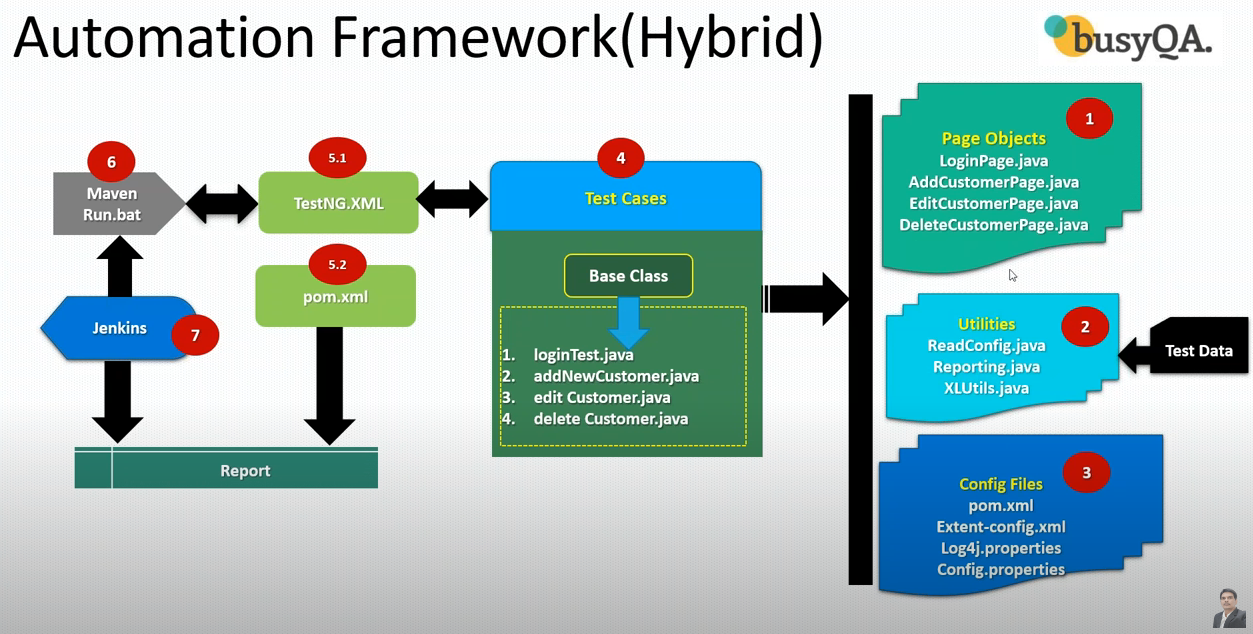 Automation Framework(Hybrid)
busyQA.
6
Maven
Run.bat
5.1
TestNG.XML
5.2
pom.xml
Jenkins
7
Report
4
Test Cases
Base Class
1. loginTest.java
2. addNewCustomer.java
3. edit Customer.java
4. delete Customer.java
1
Page Objects
LoginPage.java
AddCustomerPage.java
EditCustomerPage.java
DeleteCustomerPage.java
2
Utilities
ReadConfig.java
Reporting.java
XLUtils.java
Test Data
3
Config Files
pom.xml
Extent-config.xml
Log4j.properties
Config.properties